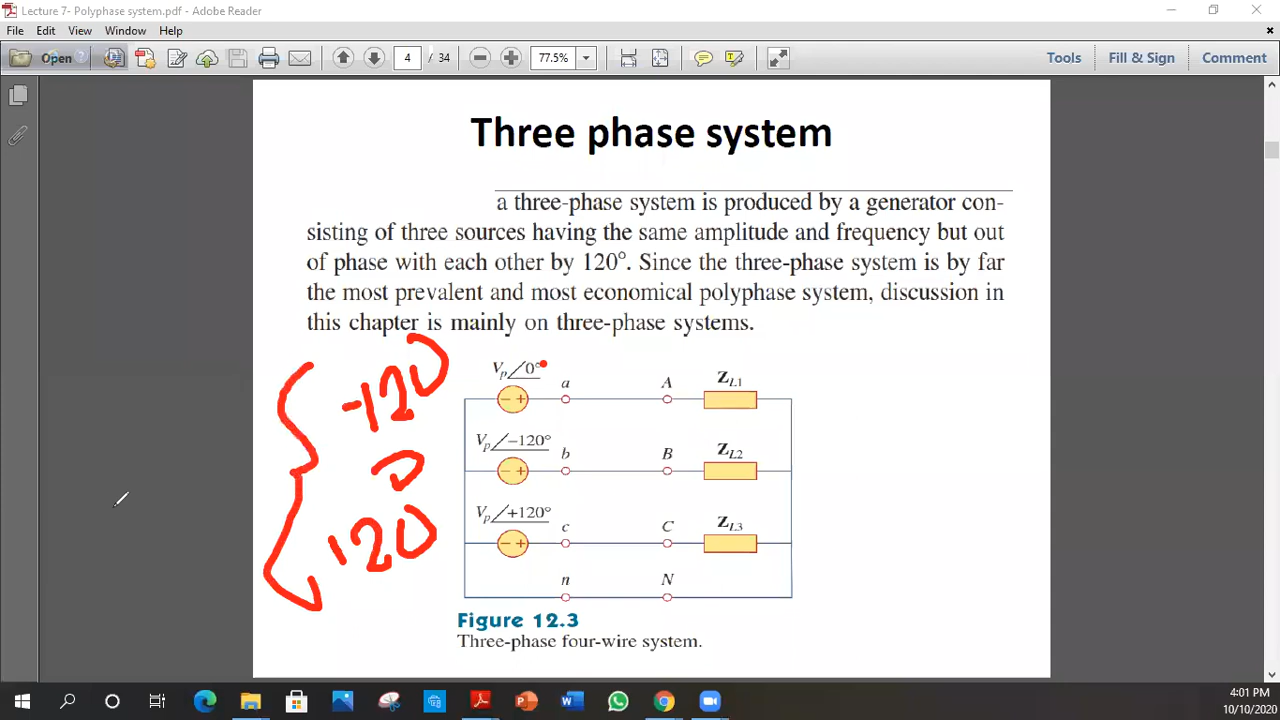 Lecture 7- Polyphase system.pdf - Adobe Reader
File Edit View Window Help
Open 4 / 34 77.5% Tools Fill & Sign Comment
Three phase system
a three-phase system is produced by a generator con-
sisting of three sources having the same amplitude and frequency but out
of phase with each other by 120°. Since the three-phase system is by far
the most prevalent and most economical polyphase system, discussion in
this chapter is mainly on three-phase systems.
-120
0
120
Vp∠0°
a A ZL1
Vp∠−120°
b B ZL2
Vp∠+120°
c C ZL3
n N
Figure 12.3
Three-phase four-wire system.
4:01 PM
10/10/2020